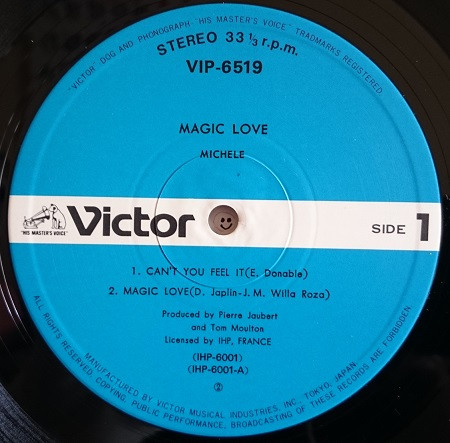 "VICTOR" DOG AND PHONOGRAPH · "HIS MASTER'S VOICE" TRADEMARKS REGISTERED.
STEREO 33 1/3 r.p.m.
VIP-6519
MAGIC LOVE
MICHELE
"HIS MASTER'S VOICE"
Victor
SIDE 1
1. CAN'T YOU FEEL IT(E. Donable)
2. MAGIC LOVE(D. Japlin-J. M. Willa Roza)
Produced by Pierre Jaubert
and Tom Moulton
Licensed by IHP, FRANCE
(IHP-6001)
(IHP-6001-A)
②
MANUFACTURED BY VICTOR MUSICAL INDUSTRIES, INC. TOKYO, JAPAN.
ALL RIGHTS RESERVED COPYING, PUBLIC PERFORMANCE, BROADCASTING OF THESE RECORDS ARE FORBIDDEN.